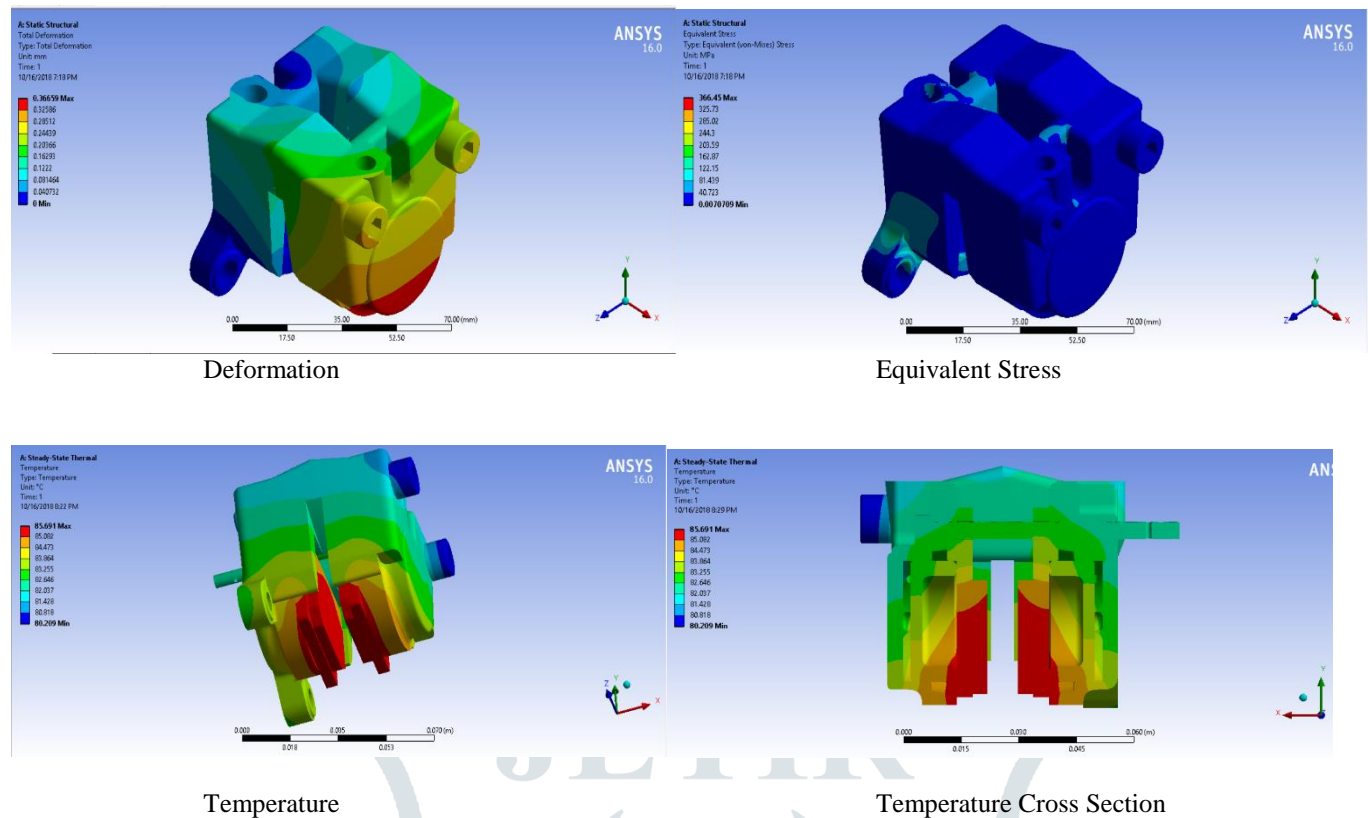 A: Static Structural
Total Deformation
Type: Total Deformation
Unit: mm
Time: 1
10/16/2018 7:18 PM
0.36659 Max
0.32586
0.28512
0.24439
0.20366
0.16293
0.1222
0.081464
0.040732
0 Min
ANSYS
16.0
Y
Z
X
0.00 35.00 70.00 (mm)
17.50 52.50
Deformation
A: Static Structural
Equivalent Stress
Type: Equivalent (von-Mises) Stress
Unit: MPa
Time: 1
10/16/2018 7:18 PM
366.45 Max
325.73
285.02
244.3
203.59
162.87
122.15
81.439
40.723
0.0070709 Min
ANSYS
16.0
Y
Z
X
0.00 35.00 70.00 (mm)
17.50 52.50
Equivalent Stress
A: Steady-State Thermal
Temperature
Type: Temperature
Unit: °C
Time: 1
10/16/2018 8:22 PM
85.691 Max
85.082
84.473
83.864
83.255
82.646
82.037
81.428
80.818
80.209 Min
ANSYS
16.0
Z
Y
X
0.000 0.035 0.070 (m)
0.018 0.053
Temperature
A: Steady-State Thermal
Temperature
Type: Temperature
Unit: °C
Time: 1
10/16/2018 8:29 PM
85.691 Max
85.082
84.473
83.864
83.255
82.646
82.037
81.428
80.818
80.209 Min
Y
X
Z
0.000 0.030 0.060 (m)
0.015 0.045
Temperature Cross Section